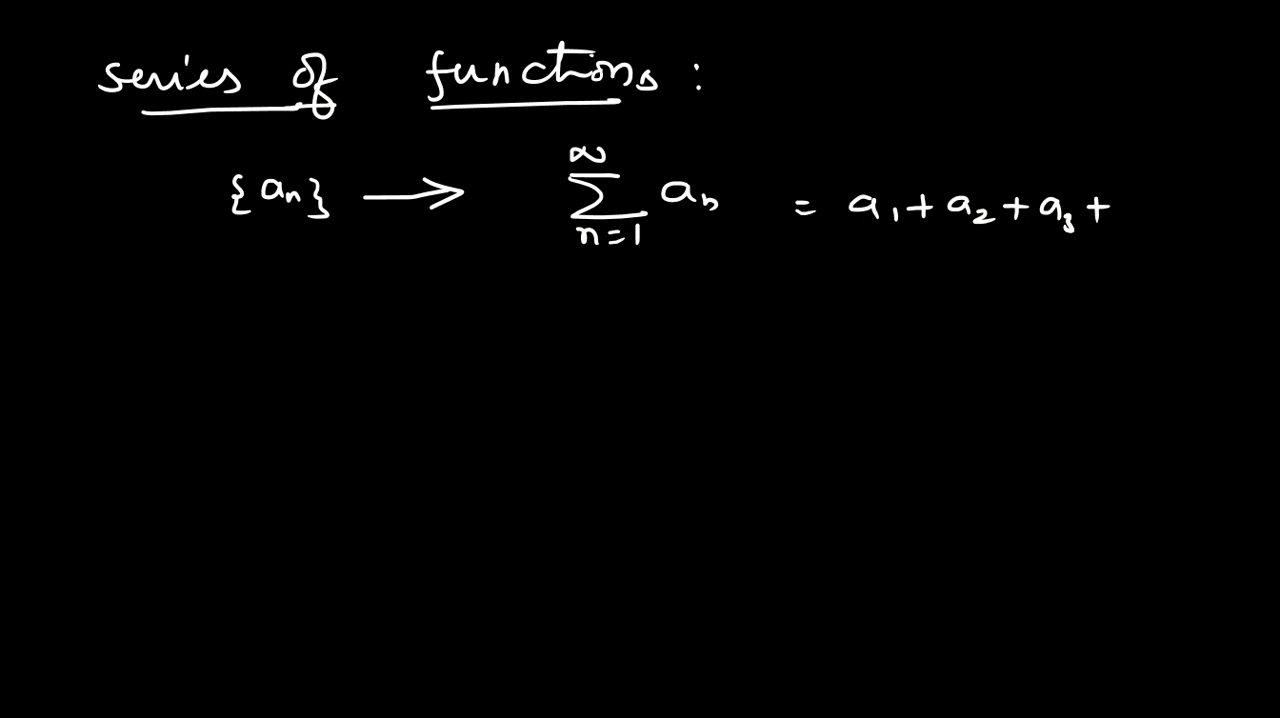 series of functions :
{aₙ} ⟶ ∑_{n=1}^{∞} aₙ = a₁ + a₂ + a₃ +